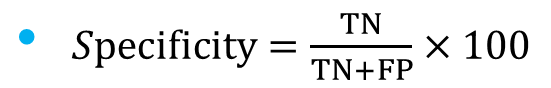 • Specificity = TN / TN+FP × 100